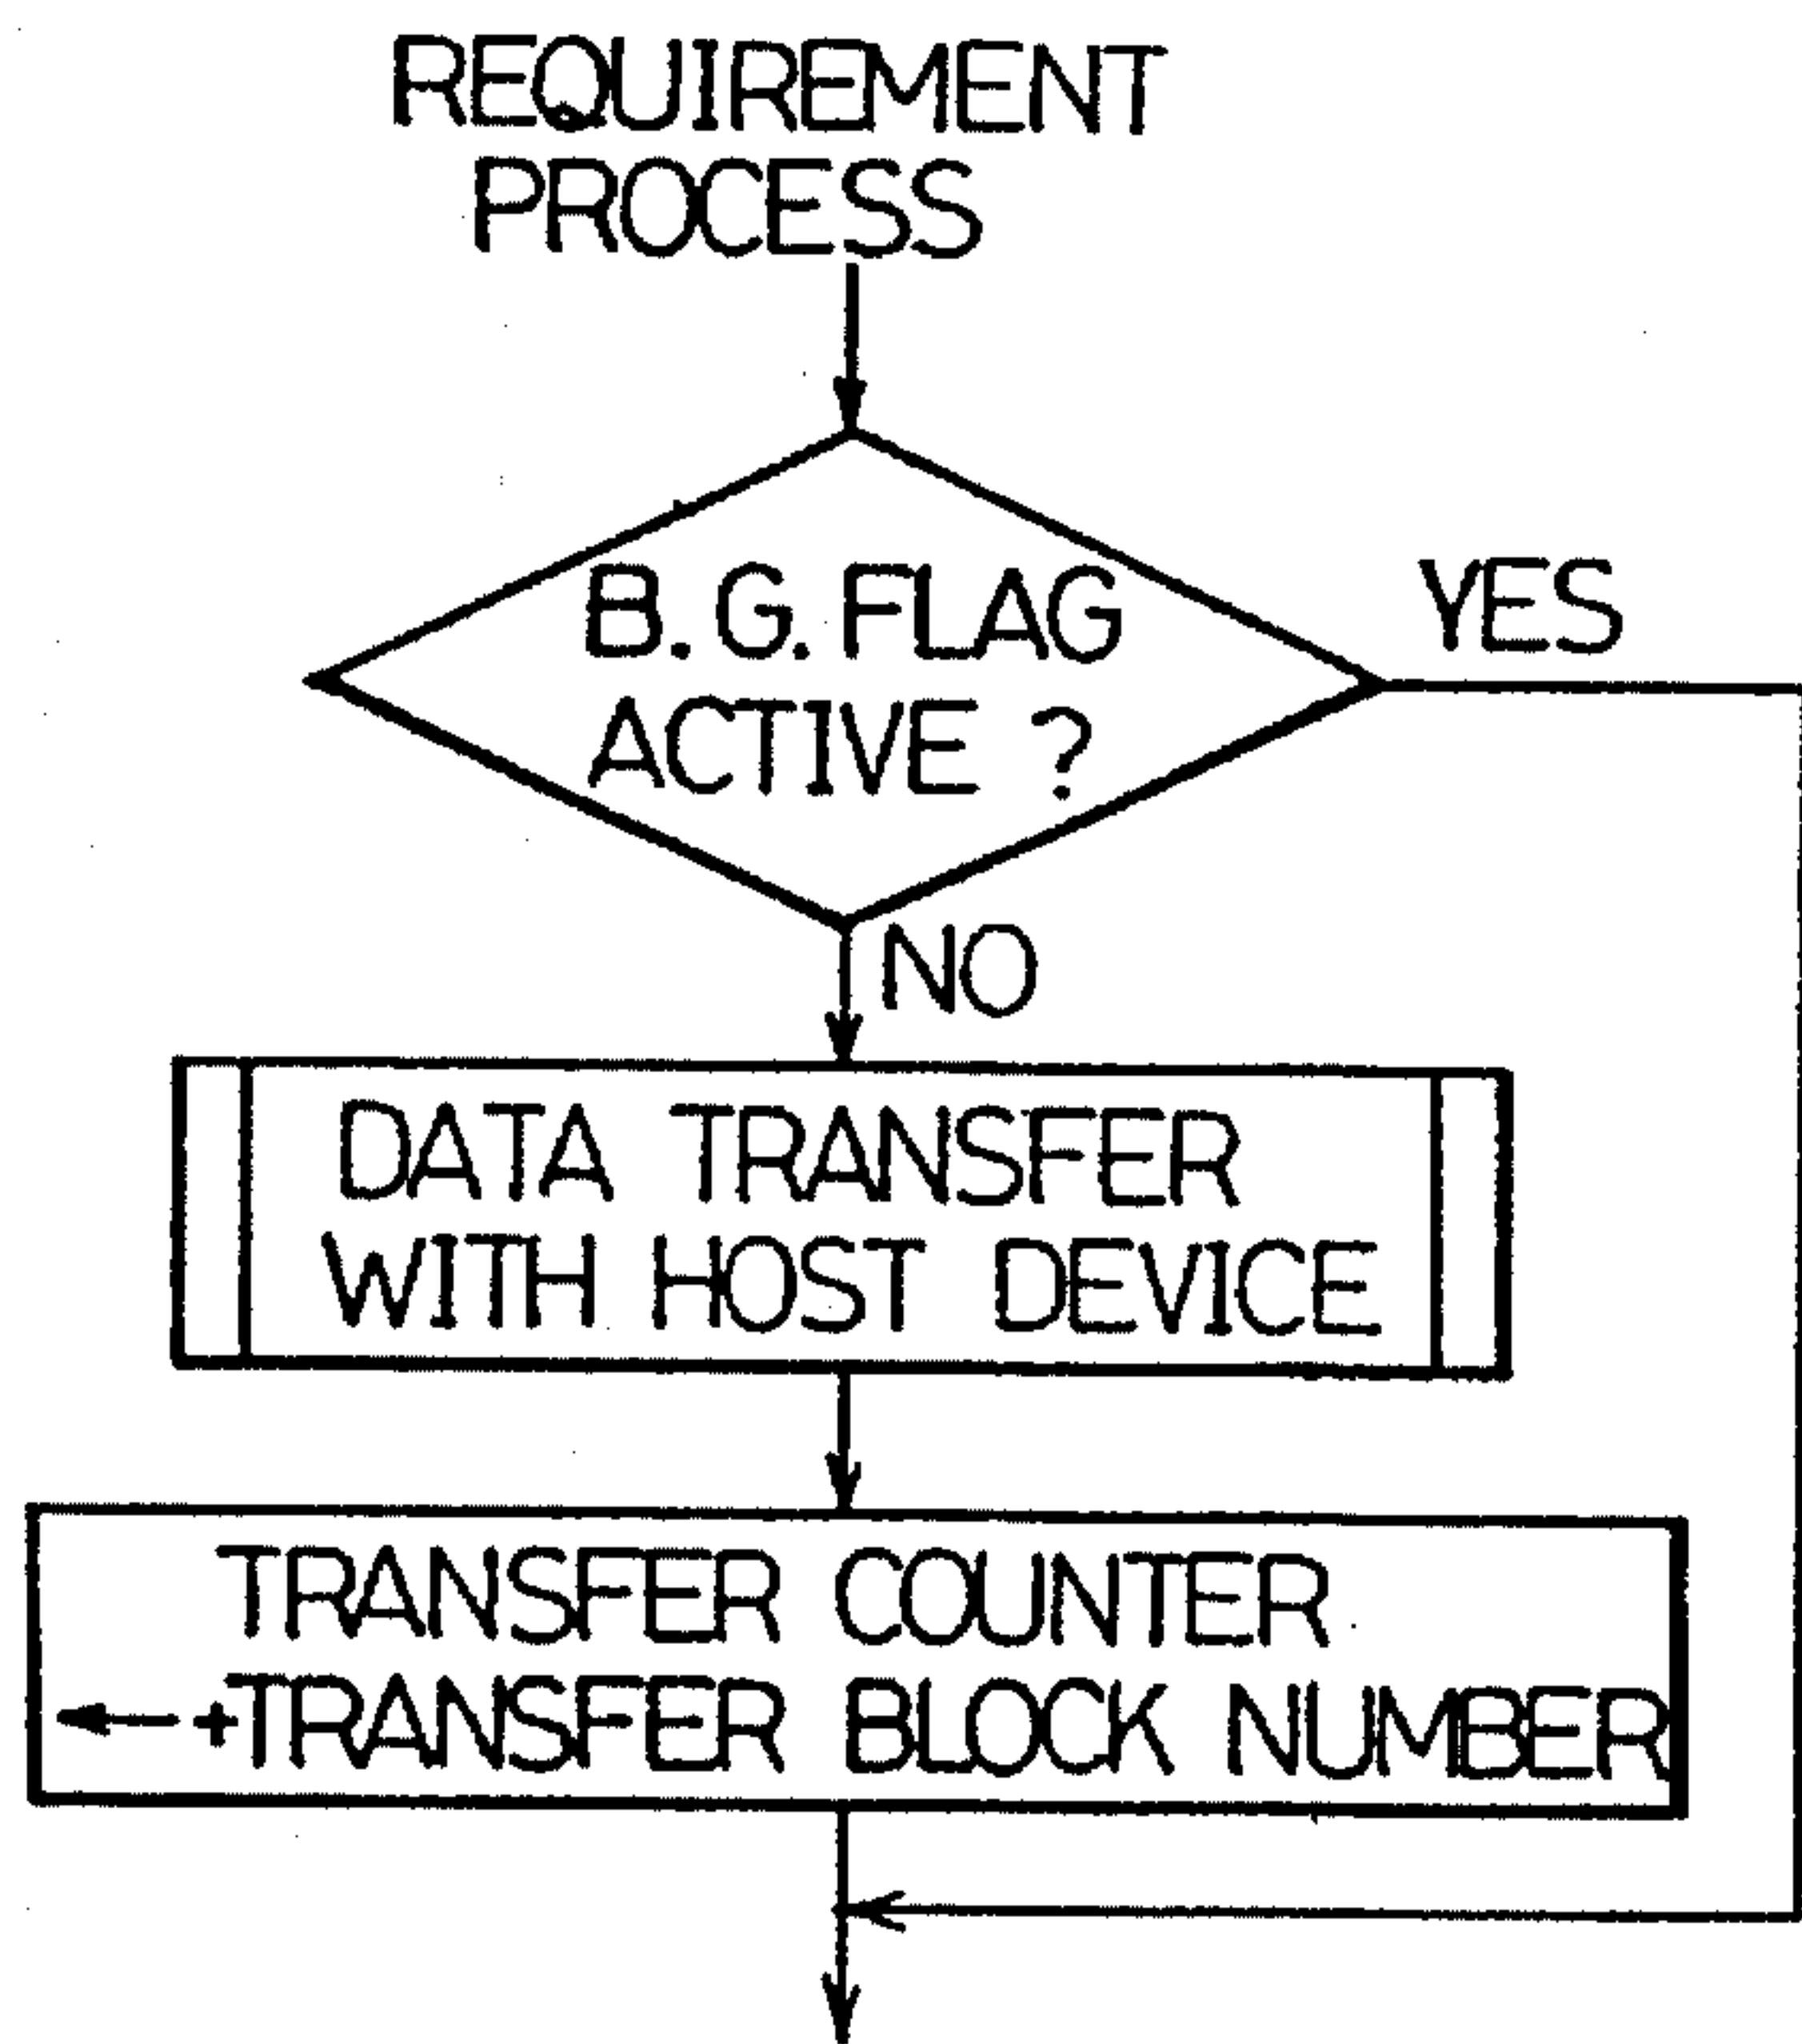 REQUIREMENT
PROCESS
B.G. FLAG
ACTIVE ?
YES
NO
DATA TRANSFER
WITH HOST DEVICE
TRANSFER COUNTER
←+TRANSFER BLOCK NUMBER